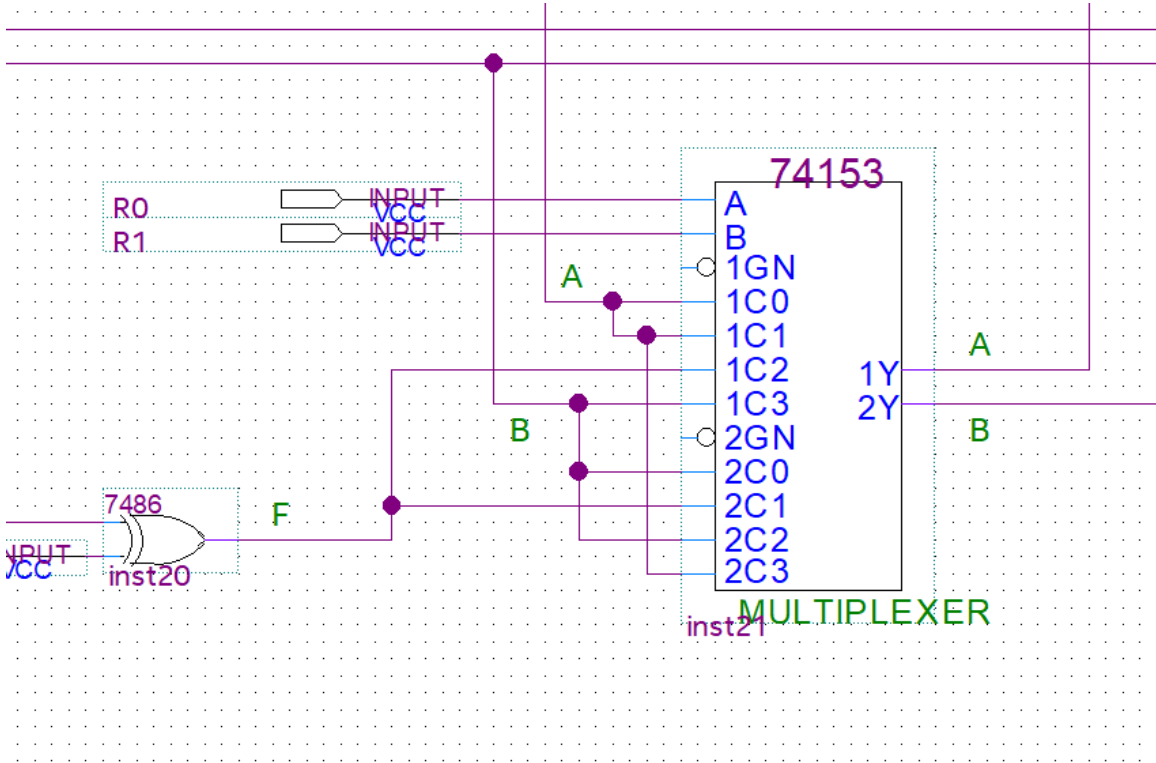 74153
R0 INPUT
VCC
R1 INPUT
VCC
A
B
1GN
A
1C0
1C1
A
1C2
1Y
1C3
2Y
B
2GN
B
2C0
7486
F
2C1
INPUT
VCC
2C2
inst20
2C3
MULTIPLEXER
inst21